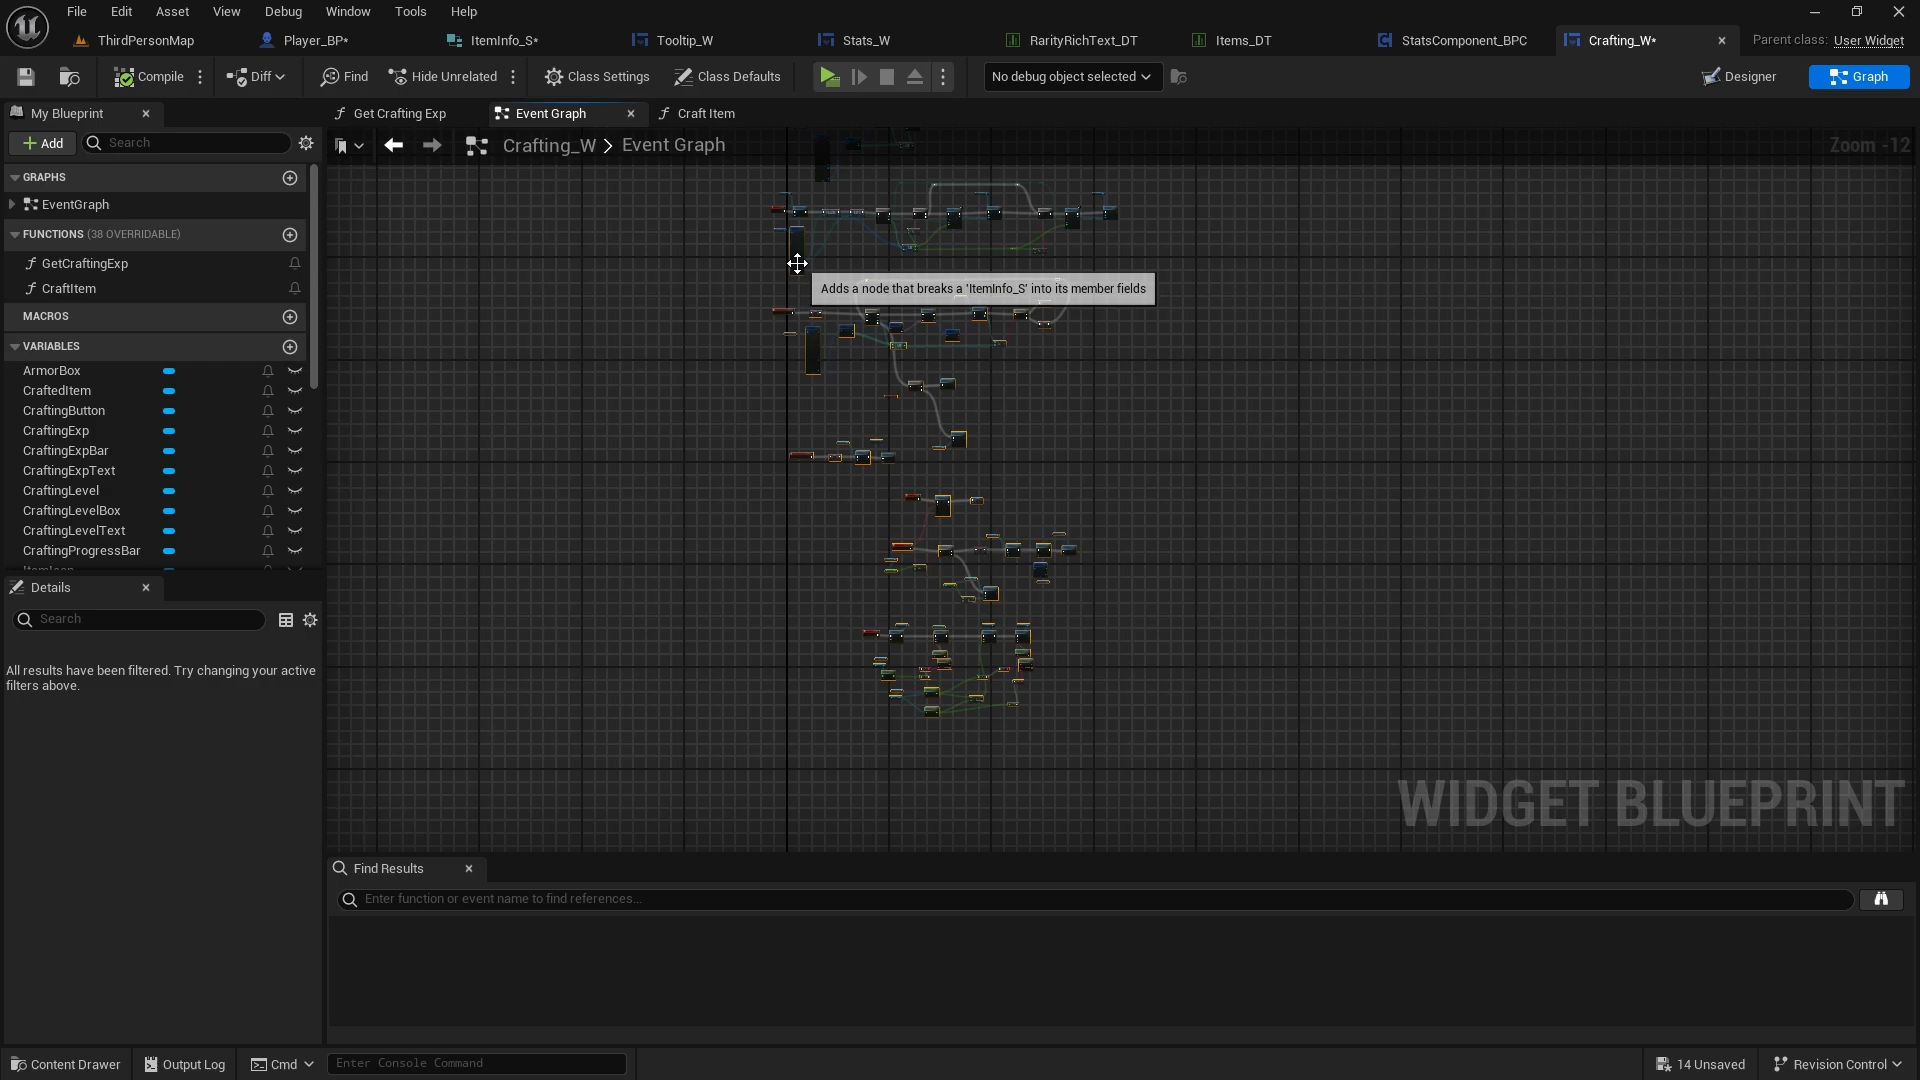 File Edit Asset View Debug Window Tools Help
ThirdPersonMap Player_BP* ItemInfo_S* Tooltip_W Stats_W RarityRichText_DT Items_DT StatsComponent_BPC Crafting_W* Parent class: User Widget
Compile Diff Find Hide Unrelated Class Settings Class Defaults No debug object selected Designer Graph
My Blueprint Get Crafting Exp Event Graph Craft Item
Add Search Crafting_W > Event Graph Zoom -12
GRAPHS
EventGraph
FUNCTIONS (38 OVERRIDABLE)
GetCraftingExp
CraftItem
Adds a node that breaks a 'ItemInfo_S' into its member fields
MACROS
VARIABLES
ArmorBox
CraftedItem
CraftingButton
CraftingExp
CraftingExpBar
CraftingExpText
CraftingLevel
CraftingLevelBox
CraftingLevelText
CraftingProgressBar
ItemIcon
Details
Search
All results have been filtered. Try changing your active
filters above.
WIDGET BLUEPRINT
Find Results
Enter function or event name to find references...
Content Drawer Output Log Cmd Enter Console Command 14 Unsaved Revision Control